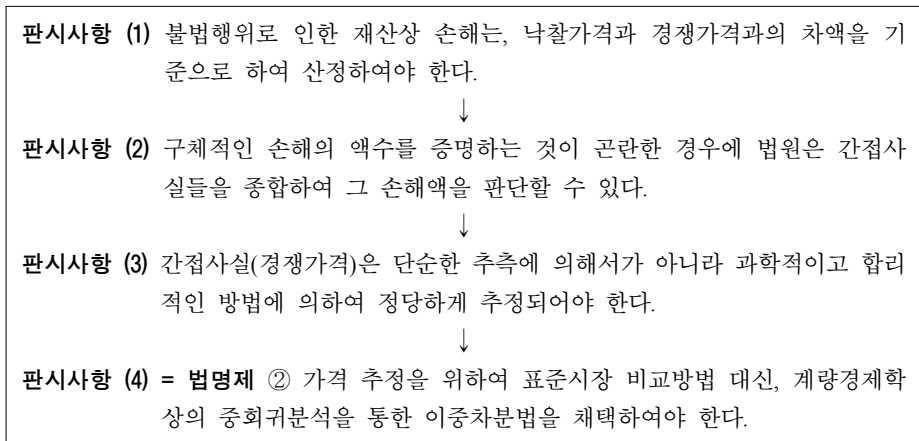 판시사항 (1) 불법행위로 인한 재산상 손해는, 낙찰가격과 경쟁가격과의 차액을 기
준으로 하여 산정하여야 한다.
↓
판시사항 (2) 구체적인 손해의 액수를 증명하는 것이 곤란한 경우에 법원은 간접사
실들을 종합하여 그 손해액을 판단할 수 있다.
↓
판시사항 (3) 간접사실(경쟁가격)은 단순한 추측에 의해서가 아니라 과학적이고 합리
적인 방법에 의하여 정당하게 추정되어야 한다.
↓
판시사항 (4) = 법명제 ② 가격 추정을 위하여 표준시장 비교방법 대신, 계량경제학
상의 중회귀분석을 통한 이중차분법을 채택하여야 한다.